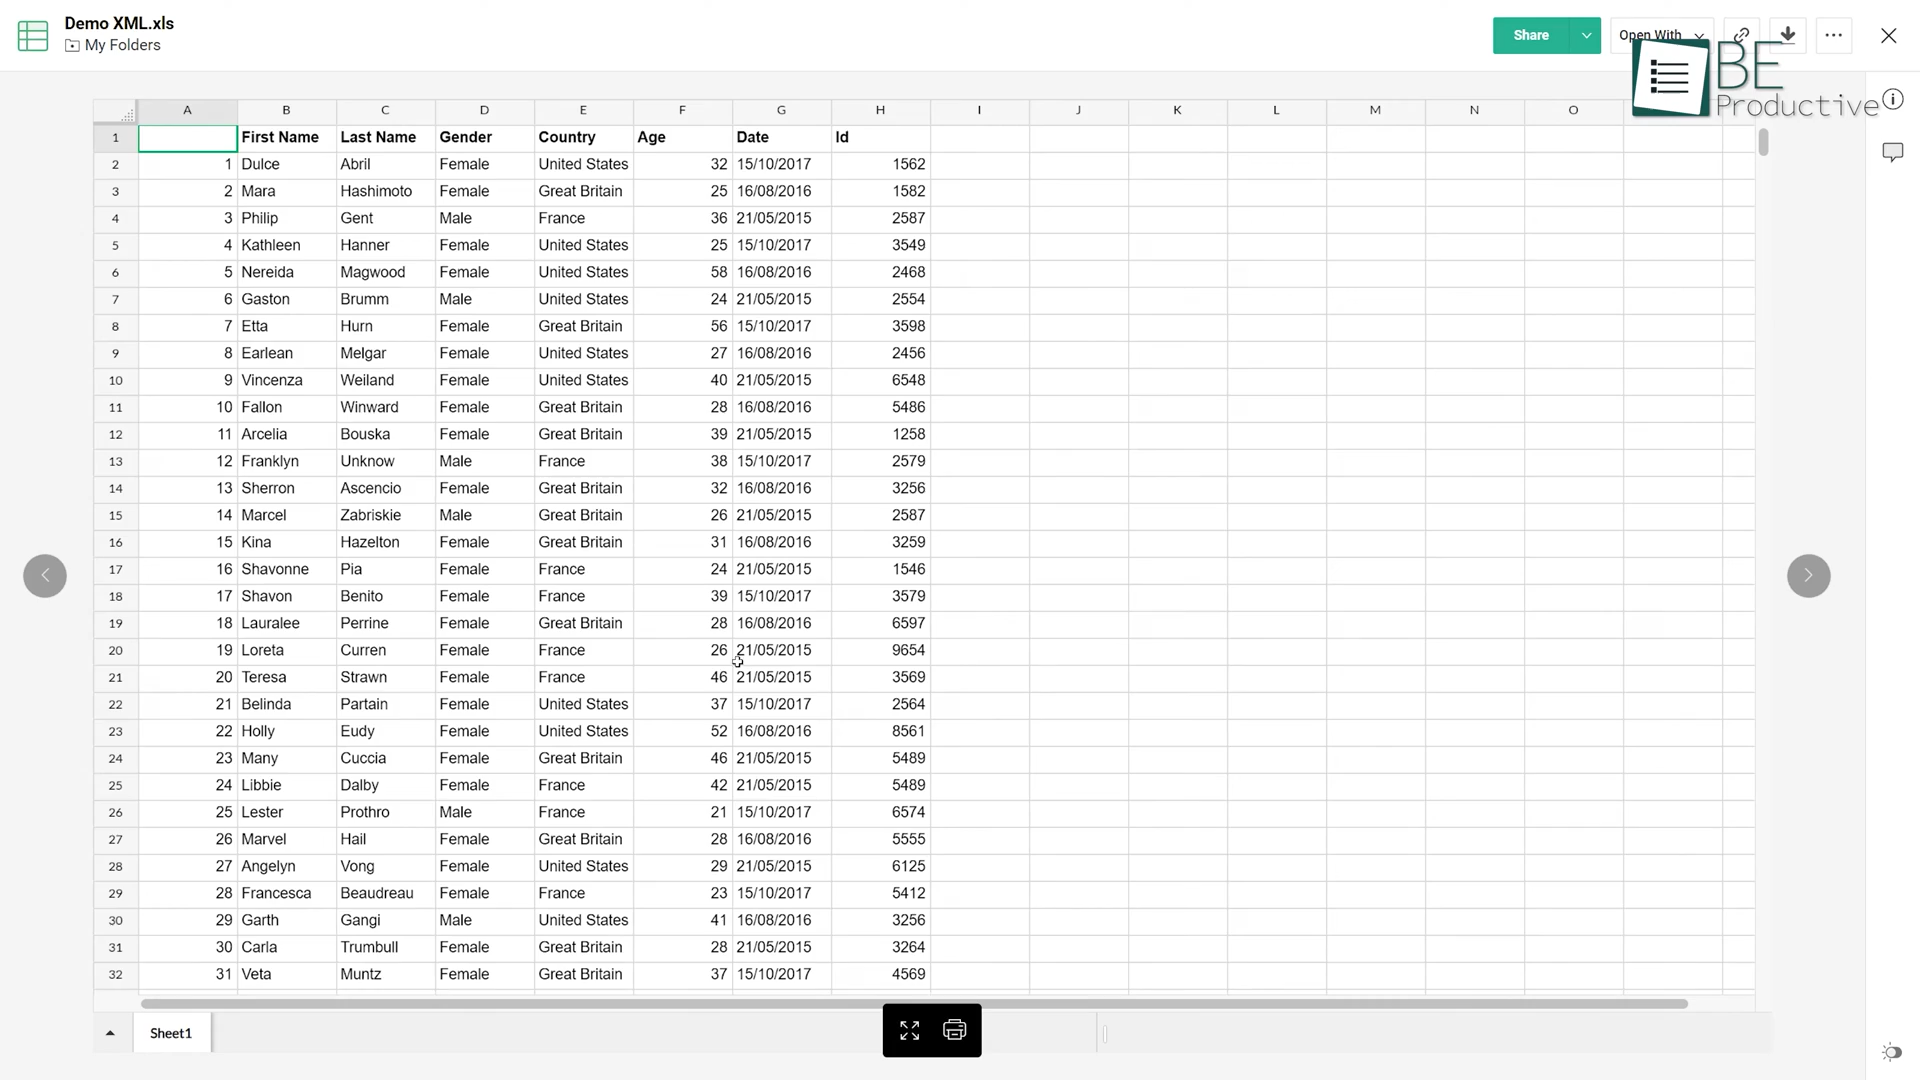 Demo XML.xls
My Folders
Share
Open With
BE
Productive
A B C D E F G H I J K L M N O
1 First Name Last Name Gender Country Age Date Id
2 1 Dulce Abril Female United States 32 15/10/2017 1562
3 2 Mara Hashimoto Female Great Britain 25 16/08/2016 1582
4 3 Philip Gent Male France 36 21/05/2015 2587
5 4 Kathleen Hanner Female United States 25 15/10/2017 3549
6 5 Nereida Magwood Female United States 58 16/08/2016 2468
7 6 Gaston Brumm Male United States 24 21/05/2015 2554
8 7 Etta Hurn Female Great Britain 56 15/10/2017 3598
9 8 Earlean Melgar Female United States 27 16/08/2016 2456
10 9 Vincenza Weiland Female United States 40 21/05/2015 6548
11 10 Fallon Winward Female Great Britain 28 16/08/2016 5486
12 11 Arcelia Bouska Female Great Britain 39 21/05/2015 1258
13 12 Franklyn Unknow Male France 38 15/10/2017 2579
14 13 Sherron Ascencio Female Great Britain 32 16/08/2016 3256
15 14 Marcel Zabriskie Male Great Britain 26 21/05/2015 2587
16 15 Kina Hazelton Female Great Britain 31 16/08/2016 3259
17 16 Shavonne Pia Female France 24 21/05/2015 1546
18 17 Shavon Benito Female France 39 15/10/2017 3579
19 18 Lauralee Perrine Female Great Britain 28 16/08/2016 6597
20 19 Loreta Curren Female France 26 21/05/2015 9654
21 20 Teresa Strawn Female France 46 21/05/2015 3569
22 21 Belinda Partain Female United States 37 15/10/2017 2564
23 22 Holly Eudy Female United States 52 16/08/2016 8561
24 23 Many Cuccia Female Great Britain 46 21/05/2015 5489
25 24 Libbie Dalby Female France 42 21/05/2015 5489
26 25 Lester Prothro Male France 21 15/10/2017 6574
27 26 Marvel Hail Female Great Britain 28 16/08/2016 5555
28 27 Angelyn Vong Female United States 29 21/05/2015 6125
29 28 Francesca Beaudreau Female France 23 15/10/2017 5412
30 29 Garth Gangi Male United States 41 16/08/2016 3256
31 30 Carla Trumbull Female Great Britain 28 21/05/2015 3264
32 31 Veta Muntz Female Great Britain 37 15/10/2017 4569
Sheet1